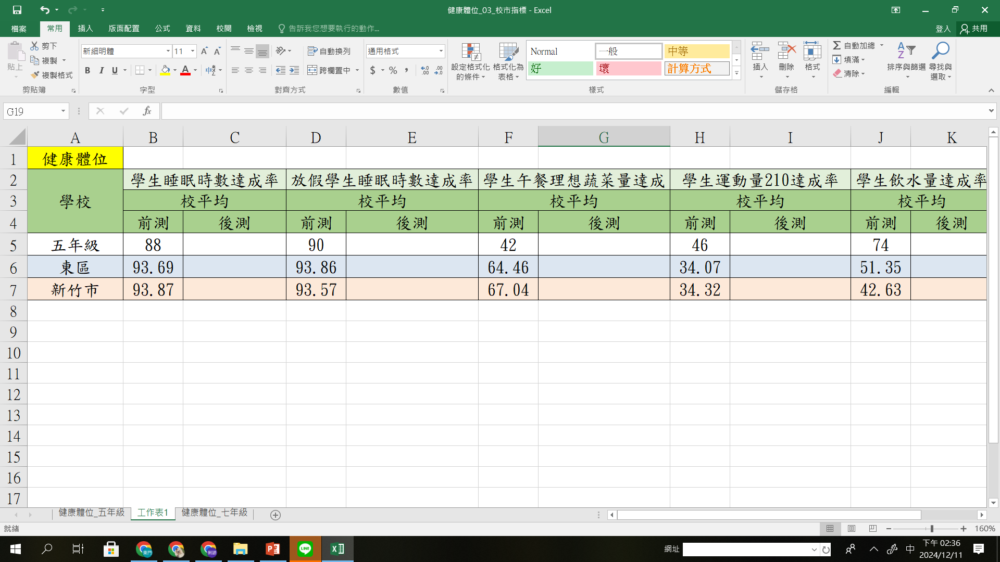 健康體位_03_校市指標 - Excel
檔案 常用 插入 版面配置 公式 資料 校閱 檢視 告訴我您想要執行的動作... 登入 共用
貼上 剪下 複製 複製格式 剪貼簿
新細明體 11 B I U A 中 字型
自動換列 跨欄置中 對齊方式
通用格式 $ % , 數值
設定格式化的條件 格式化為表格
Normal 一般 中等
好 壞 計算方式
樣式
插入 刪除 格式 儲存格
自動加總 填滿 清除 排序與篩選 尋找與選取 編輯
G19 fx
A B C D E F G H I J K
1 健康體位
2 學生睡眠時數達成率 放假學生睡眠時數達成率 學生午餐理想蔬菜量達成 學生運動量210達成率 學生飲水量達成率
學校
3 校平均 校平均 校平均 校平均 校平均
4 前測 後測 前測 後測 前測 後測 前測 後測 前測 後測
5 五年級 88 90 42 46 74
6 東區 93.69 93.86 64.46 34.07 51.35
7 新竹市 93.87 93.57 67.04 34.32 42.63
8
9
10
11
12
13
14
15
16
17
健康體位_五年級 工作表1 健康體位_七年級
就緒 160%
網址 中 下午 02:36
2024/12/11